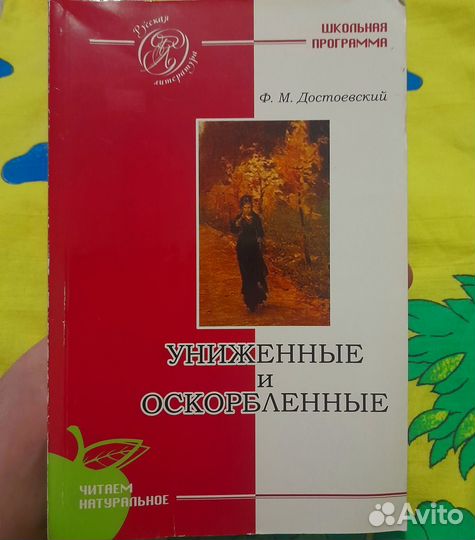 Русская
литература
ШКОЛЬНАЯ
ПРОГРАММА
Ф. М. Достоевский
УНИЖЕННЫЕ
и
ОСКОРБЛЕННЫЕ
ЧИТАЕМ
НАТУРАЛЬНОЕ
Avito